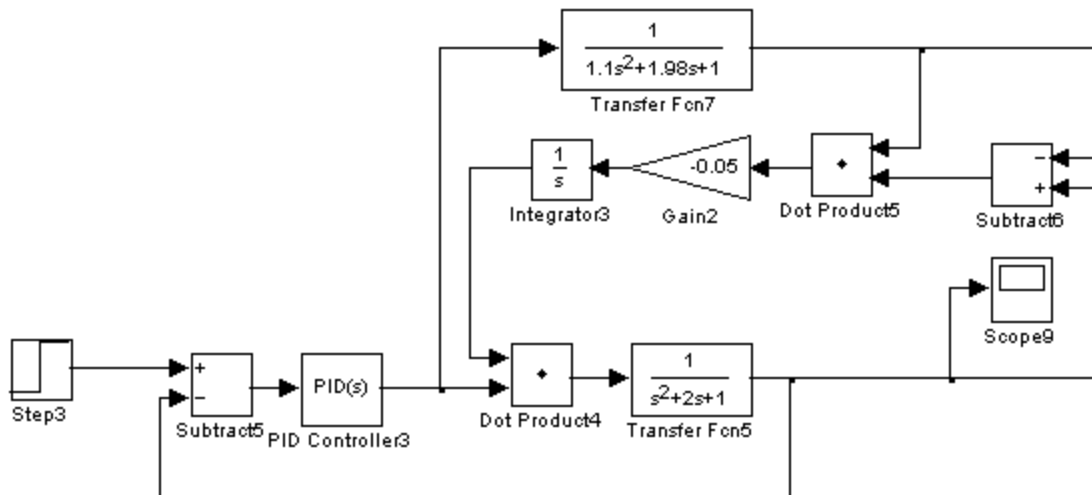 1
1.1s²+1.98s+1
Transfer Fcn7
1
s
Integrator3
-0.05
Gain2
Dot Product5
−
+
Subtract6
Scope9
Step3
+
−
Subtract5
PID(s)
PID Controller3
Dot Product4
1
s²+2s+1
Transfer Fcn5